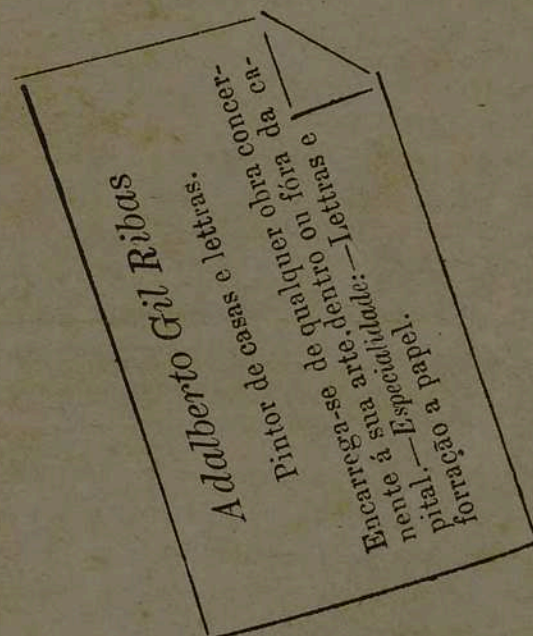 Adalberto Gil Ribas
Pintor de casas e lettras.
Encarrega-se de qualquer obra concer-
nente á sua arte, dentro ou fóra da ca-
pital.—Especialidade:—Lettras e
forração a papel.